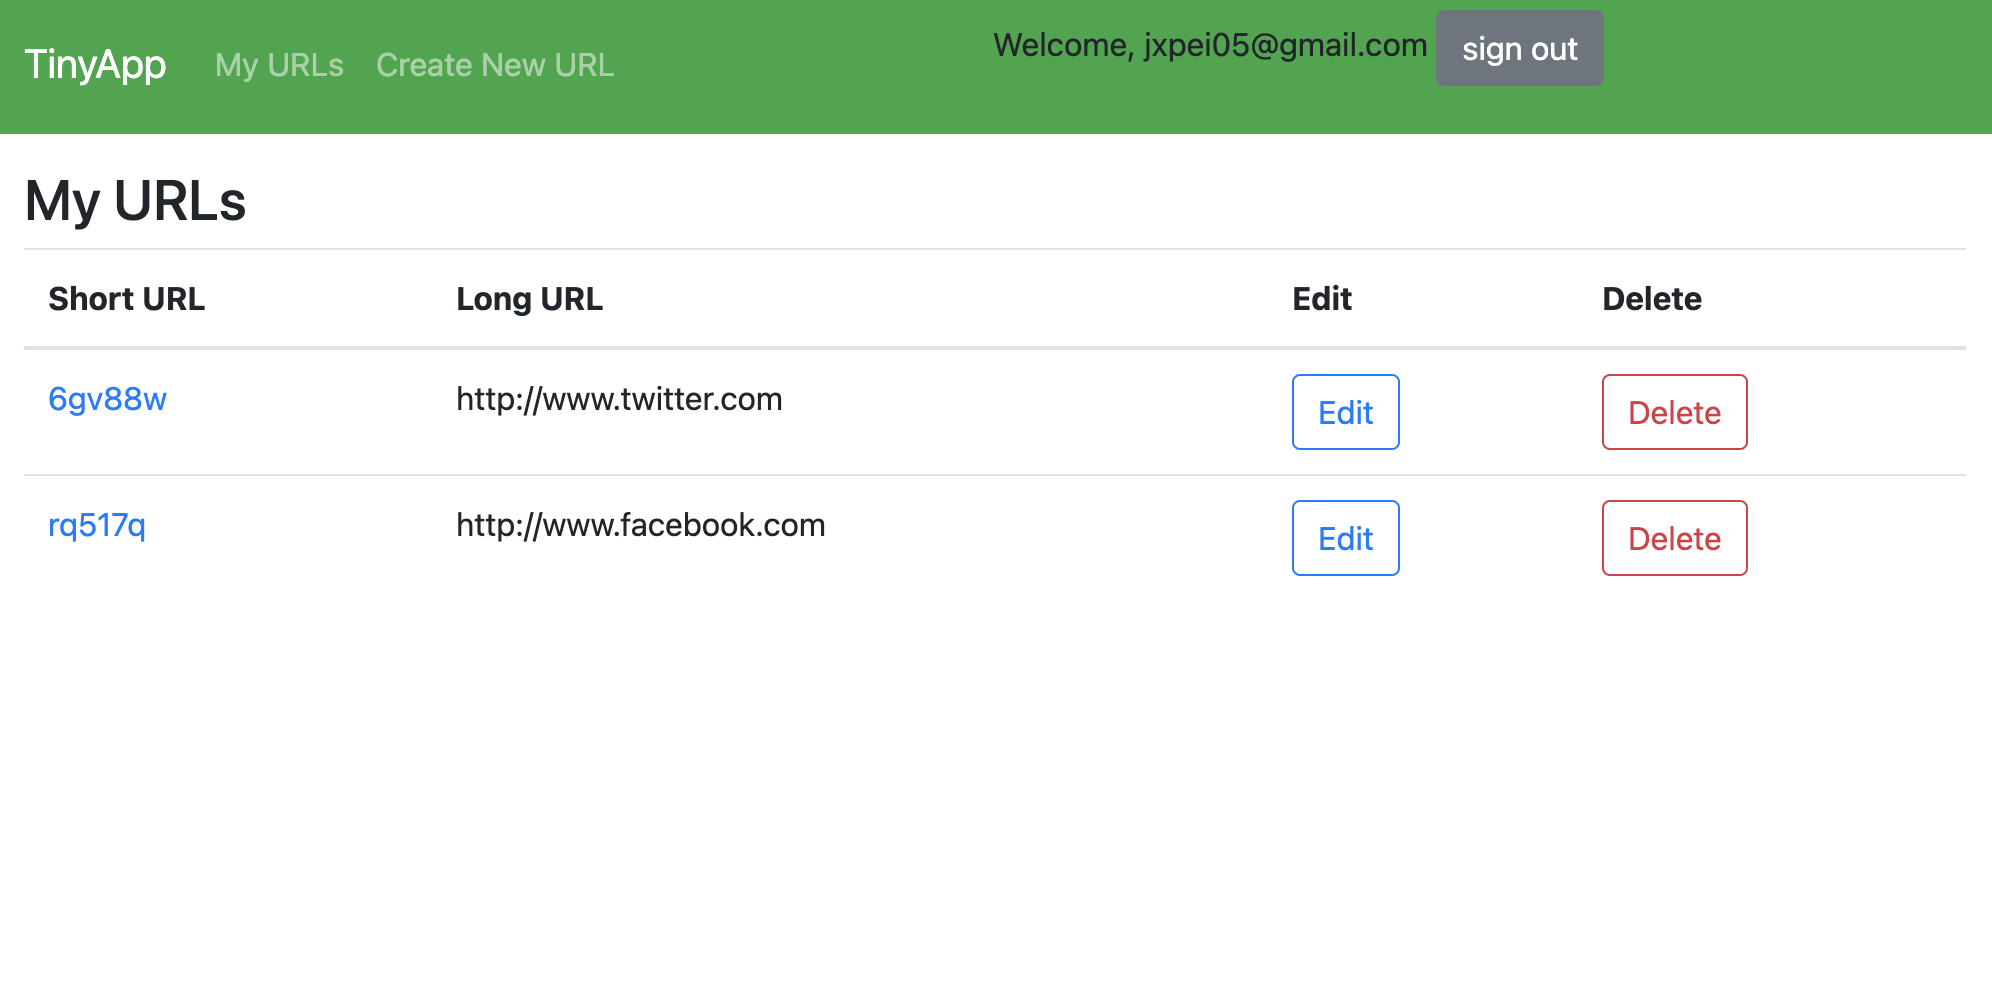 TinyApp My URLs Create New URL Welcome, jxpei05@gmail.com sign out
My URLs
Short URL Long URL Edit Delete
6gv88w http://www.twitter.com Edit Delete
rq517q http://www.facebook.com Edit Delete